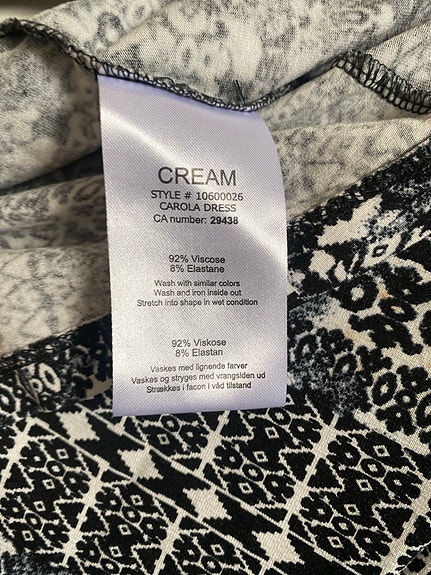 CREAM
STYLE # 10600026
CAROLA DRESS
CA number: 29438
92% Viscose
8% Elastane
Wash with similar colors
Wash and iron inside out
Stretch into shape in wet condition
92% Viskose
8% Elastan
Vaskes med lignende farver
Vaskes og stryges med vrangsiden ud
Strækkes i facon i våd tilstand